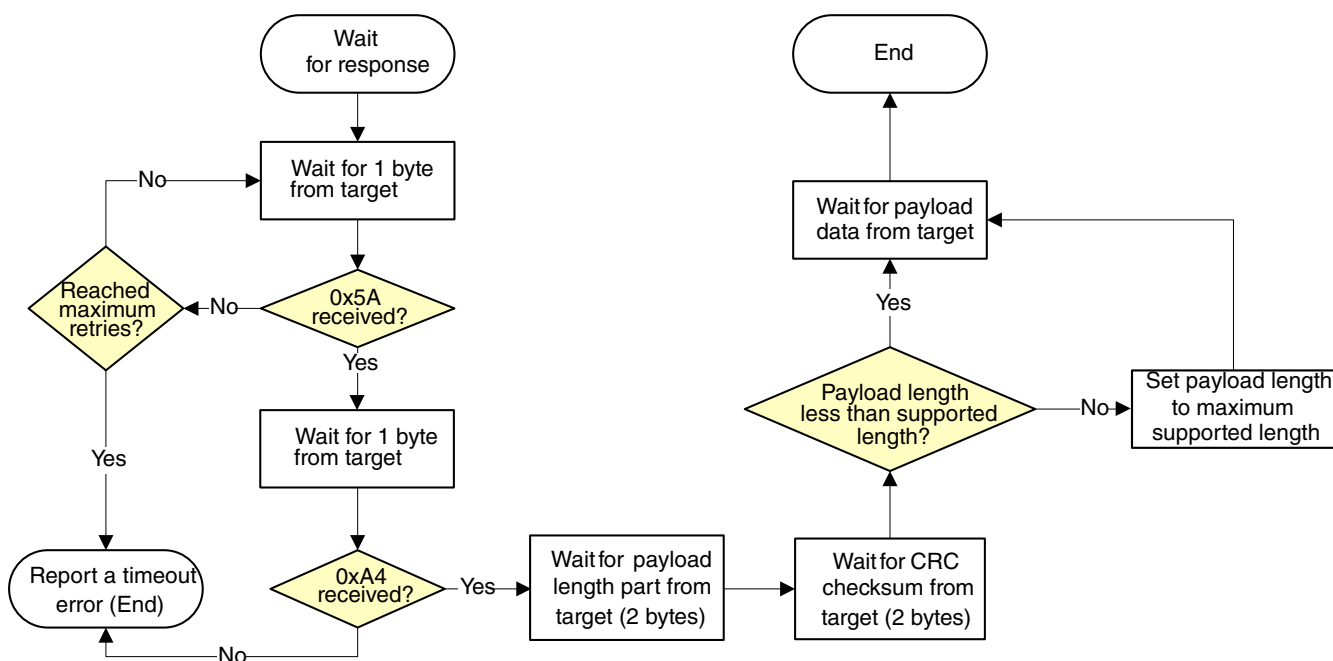 Wait
for response
End
Wait for 1 byte
from target
No
Wait for payload
data from target
Reached
maximum
retries?
No
0x5A
received?
Yes
Yes
Wait for 1 byte
from target
Payload length
less than supported
length?
No
Set payload length
to maximum
supported length
Yes
Report a timeout
error (End)
0xA4
received?
Yes
Wait for payload
length part from
target (2 bytes)
Wait for CRC
checksum from
target (2 bytes)
No